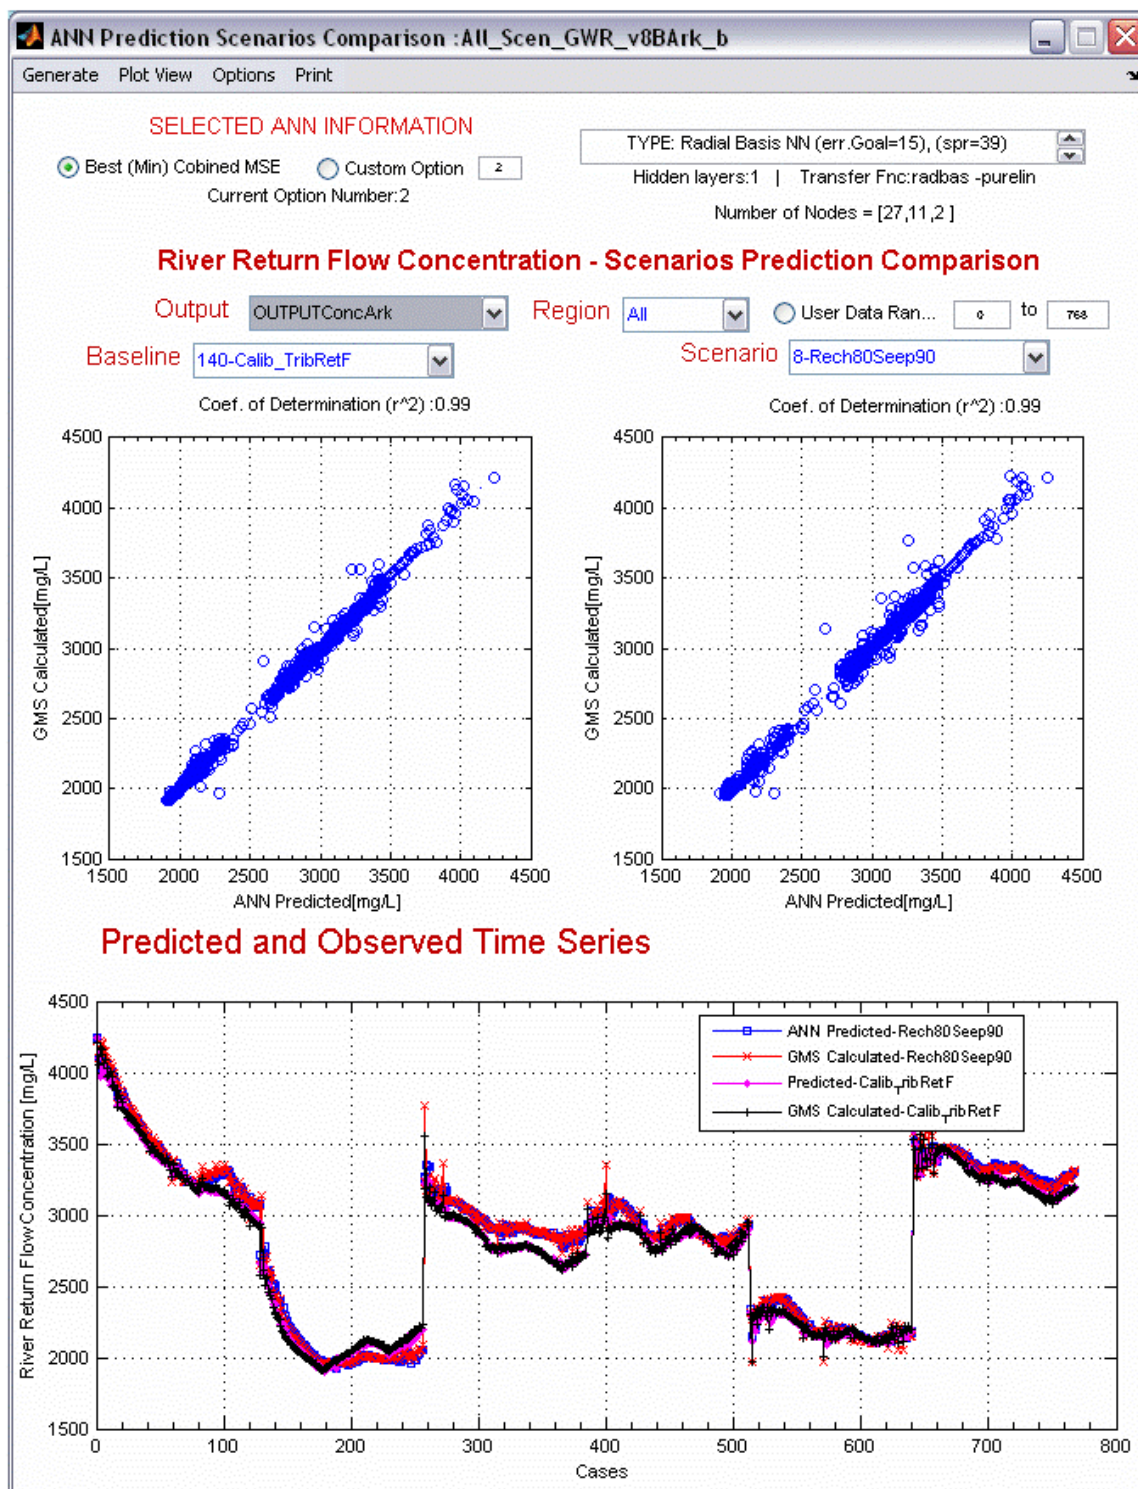 ANN Prediction Scenarios Comparison :All_Scen_GWR_v8BArk_b
Generate Plot View Options Print
SELECTED ANN INFORMATION
Best (Min) Cobined MSE Custom Option 2
Current Option Number:2
TYPE: Radial Basis NN (err.Goal=15), (spr=39)
Hidden layers:1 | Transfer Fnc:radbas -purelin
Number of Nodes = [27,11,2 ]
River Return Flow Concentration - Scenarios Prediction Comparison
Output OUTPUTConcArk Region All User Data Ran... 0 to 768
Baseline 140-Calib_TribRetF Scenario 8-Rech80Seep90
Coef. of Determination (r^2) :0.99
4500
4000
3500
3000
2500
2000
1500
GMS Calculated[mg/L]
1500 2000 2500 3000 3500 4000 4500
ANN Predicted[mg/L]
Coef. of Determination (r^2) :0.99
4500
4000
3500
3000
2500
2000
1500
GMS Calculated[mg/L]
1500 2000 2500 3000 3500 4000 4500
ANN Predicted[mg/L]
Predicted and Observed Time Series
4500
4000
3500
3000
2500
2000
1500
River Return Flow Concentration [mg/L]
ANN Predicted-Rech80Seep90
GMS Calculated-Rech80Seep90
Predicted-Calib_TribRetF
GMS Calculated-Calib_TribRetF
0 100 200 300 400 500 600 700 800
Cases